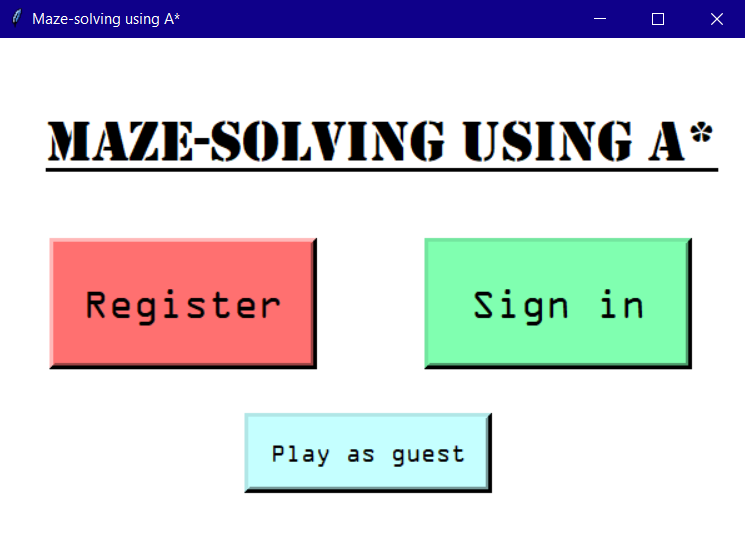 Maze-solving using A*
MAZE-SOLVING USING A*
Register
Sign in
Play as guest